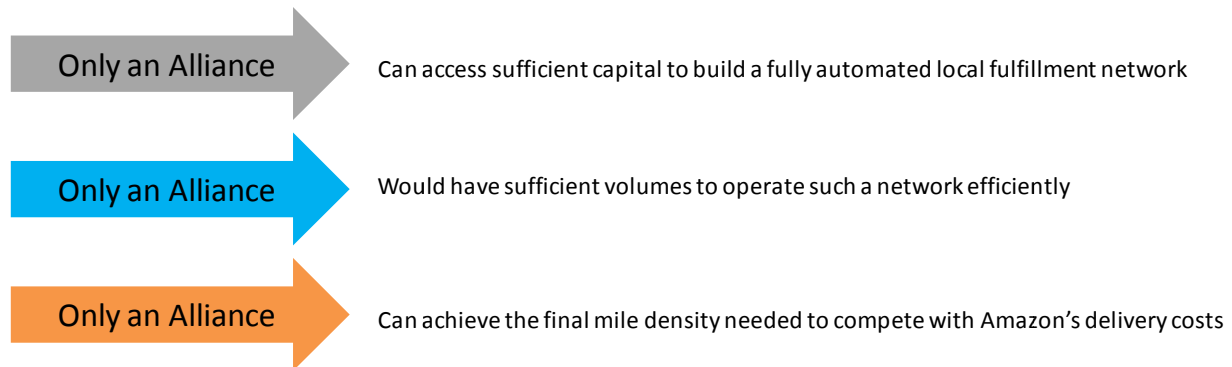 Only an Alliance
Can access sufficient capital to build a fully automated local fulfillment network
Only an Alliance
Would have sufficient volumes to operate such a network efficiently
Only an Alliance
Can achieve the final mile density needed to compete with Amazon’s delivery costs